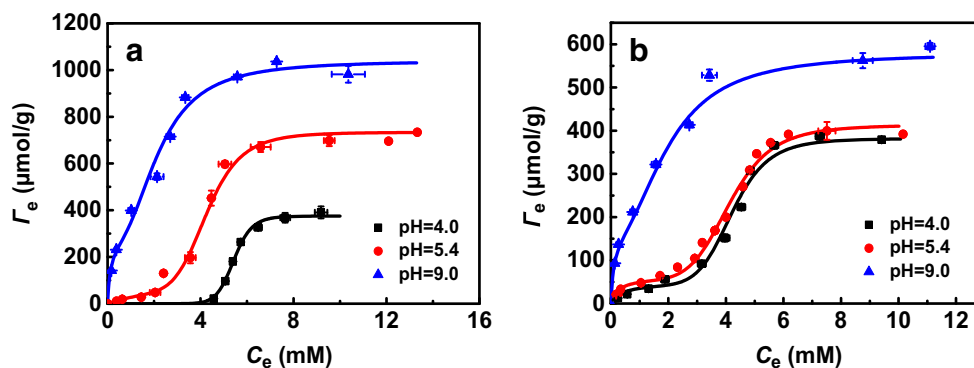 a
1200
1000
800
600
400
200
0
Γe (μmol/g)
pH=4.0
pH=5.4
pH=9.0
0 4 8 12 16
Ce (mM)
b
600
500
400
300
200
100
0
Γe (μmol/g)
pH=4.0
pH=5.4
pH=9.0
0 2 4 6 8 10 12
Ce (mM)